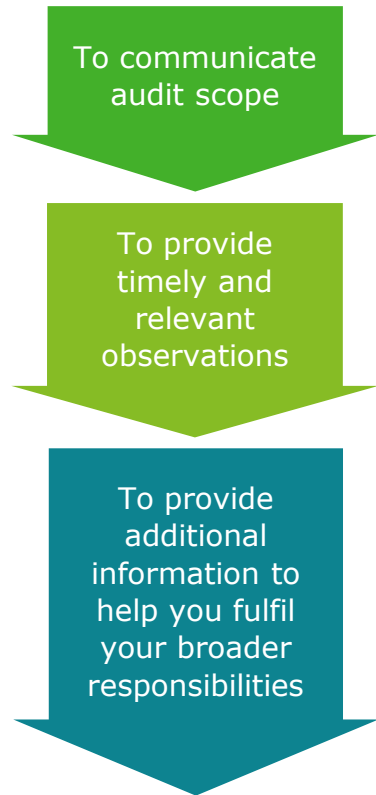 To communicate
audit scope
To provide
timely and
relevant
observations
To provide
additional
information to
help you fulfil
your broader
responsibilities